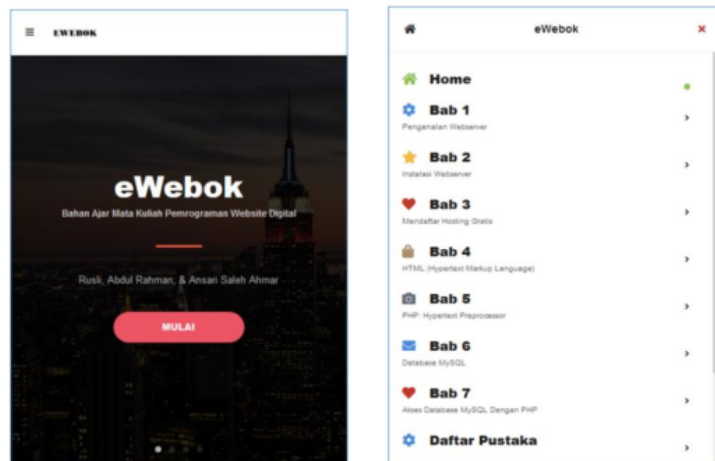 EWEBOK
eWebok
Bahan Ajar Mata Kuliah Pemrograman Website Digital
Rusli, Abdul Rahman, & Ansari Saleh Ahmar
MULAI
eWebok
Home
Bab 1
Pengenalan Webserver
Bab 2
Instalasi Webserver
Bab 3
Mendaftar Hosting Gratis
Bab 4
HTML (Hypertext Markup Language)
Bab 5
PHP: Hypertext Preprocessor
Bab 6
Database MySQL
Bab 7
Akses Database MySQL Dengan PHP
Daftar Pustaka